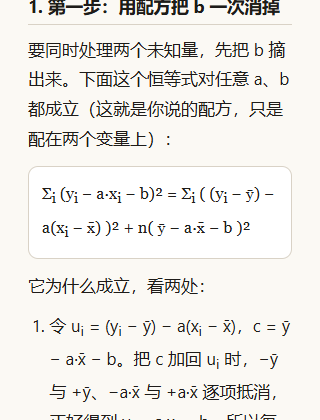 1. 第一步：用配方把 b 一次消掉
要同时处理两个未知量，先把 b 摘
出来。下面这个恒等式对任意 a、b
都成立（这就是你说的配方，只是
配在两个变量上）：
Σᵢ (yᵢ − a·xᵢ − b)² = Σᵢ ( (yᵢ − ȳ) −
a(xᵢ − x̄) )² + n( ȳ − a·x̄ − b )²
它为什么成立，看两处：
1. 令 uᵢ = (yᵢ − ȳ) − a(xᵢ − x̄)，c = ȳ
− a·x̄ − b。把 c 加回 uᵢ 时，−ȳ
与 +ȳ、−a·x̄ 与 +a·x̄ 逐项抵消，